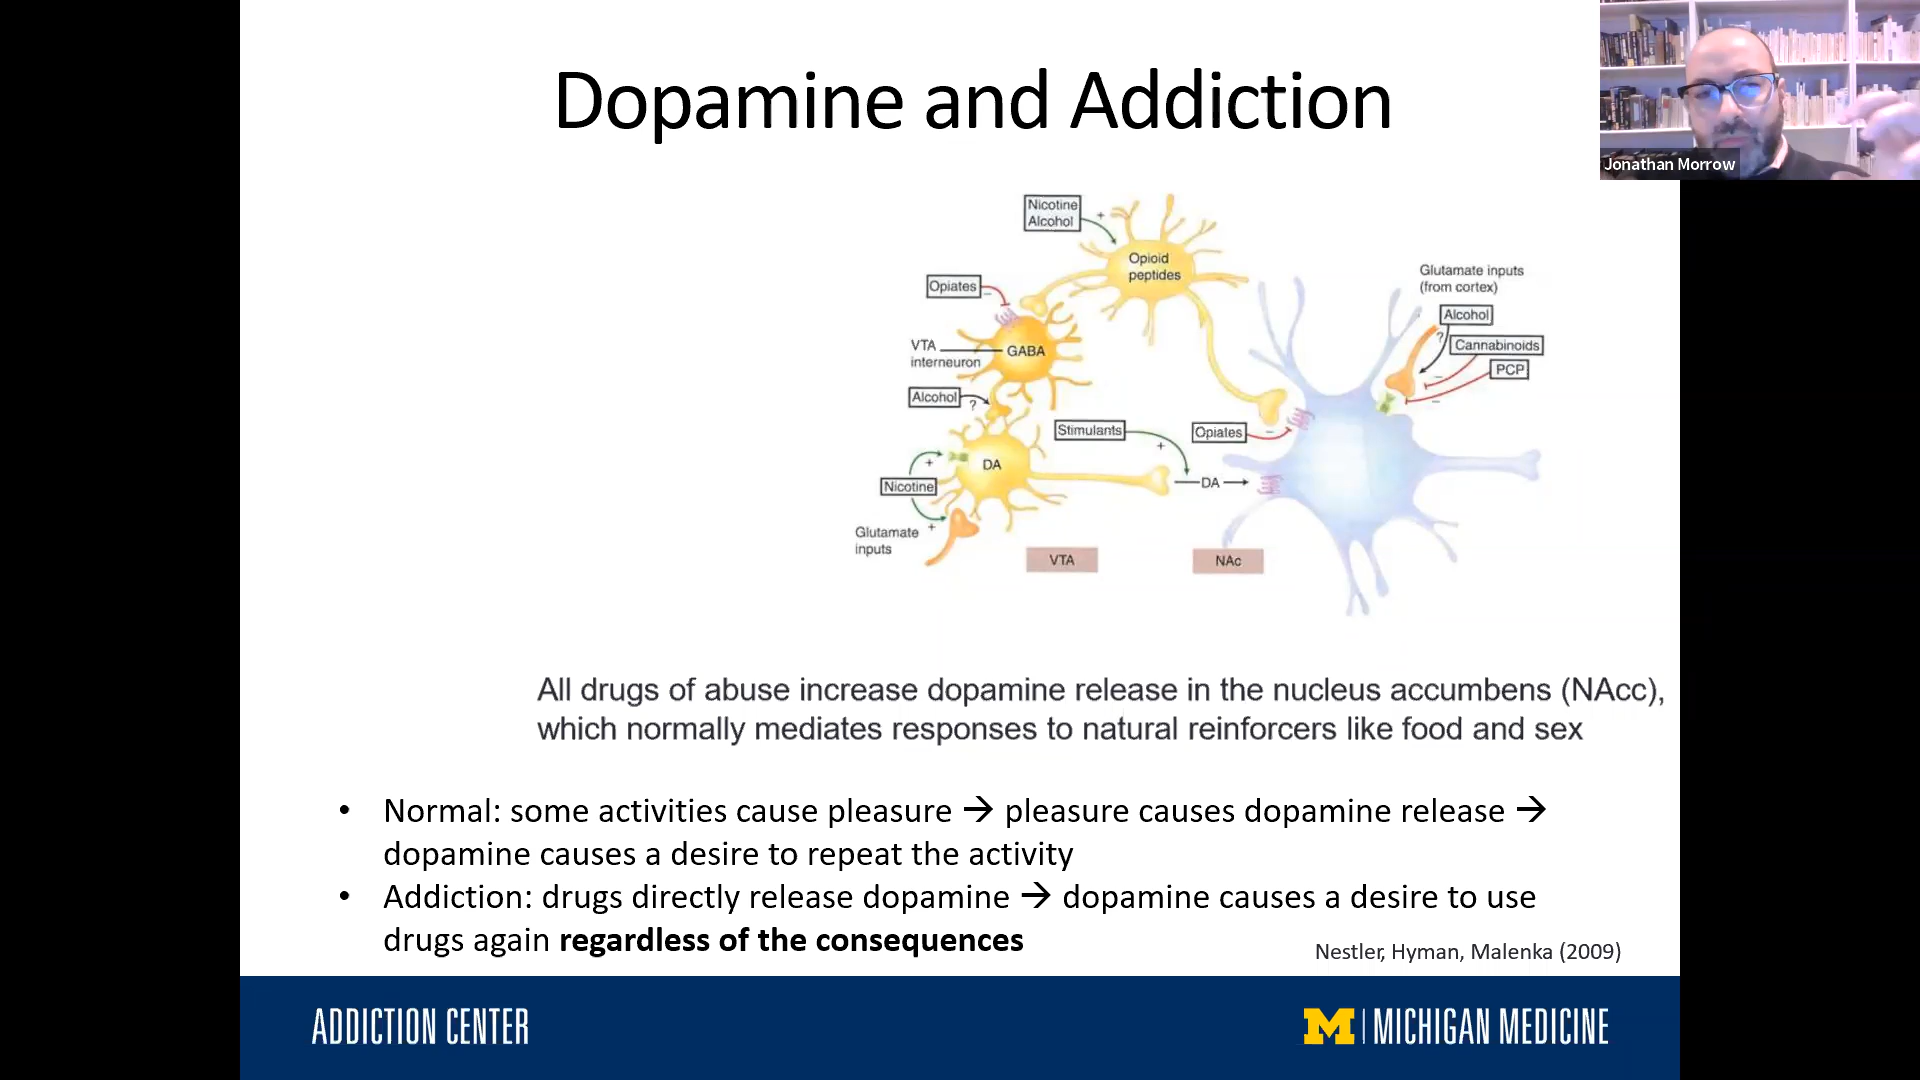 Dopamine and Addiction
Jonathan Morrow
Nicotine
Alcohol
+
Opioid
peptides
Opiates
–
Glutamate inputs
(from cortex)
Alcohol
?
Cannabinoids
PCP
–
–
VTA
interneuron
GABA
Alcohol
?
Stimulants
+
Opiates
–
DA
+
Nicotine
+
DA
Glutamate
inputs
VTA
NAc
All drugs of abuse increase dopamine release in the nucleus accumbens (NAcc),
which normally mediates responses to natural reinforcers like food and sex
• Normal: some activities cause pleasure → pleasure causes dopamine release →
dopamine causes a desire to repeat the activity
• Addiction: drugs directly release dopamine → dopamine causes a desire to use
drugs again regardless of the consequences
Nestler, Hyman, Malenka (2009)
ADDICTION CENTER
M | MICHIGAN MEDICINE